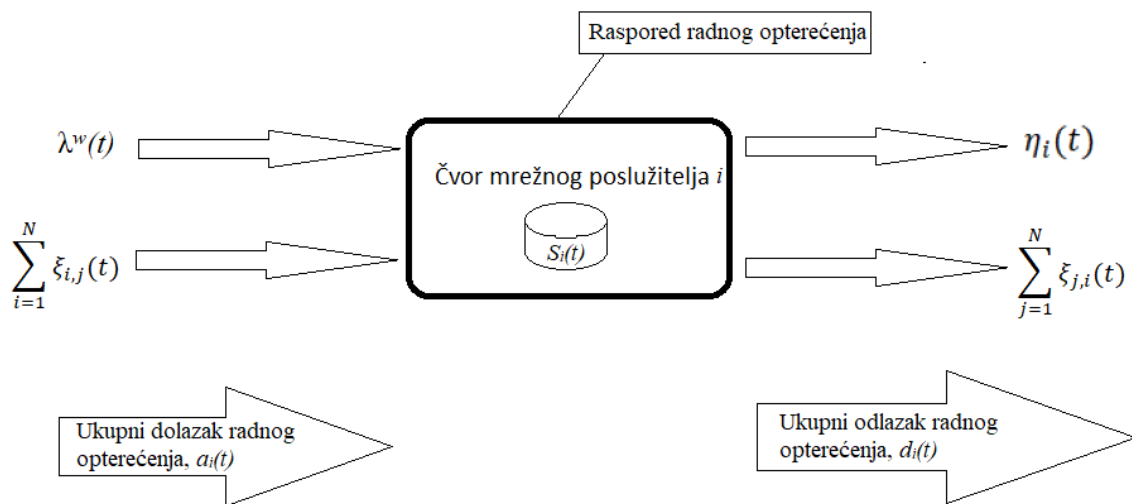 Raspored radnog opterećenja
λʷ(t)
Čvor mrežnog poslužitelja i
ηᵢ(t)
N
∑ ξᵢ,ⱼ(t)
i=1
Sᵢ(t)
N
∑ ξⱼ,ᵢ(t)
j=1
Ukupni dolazak radnog
opterećenja, aᵢ(t)
Ukupni odlazak radnog
opterećenja, dᵢ(t)